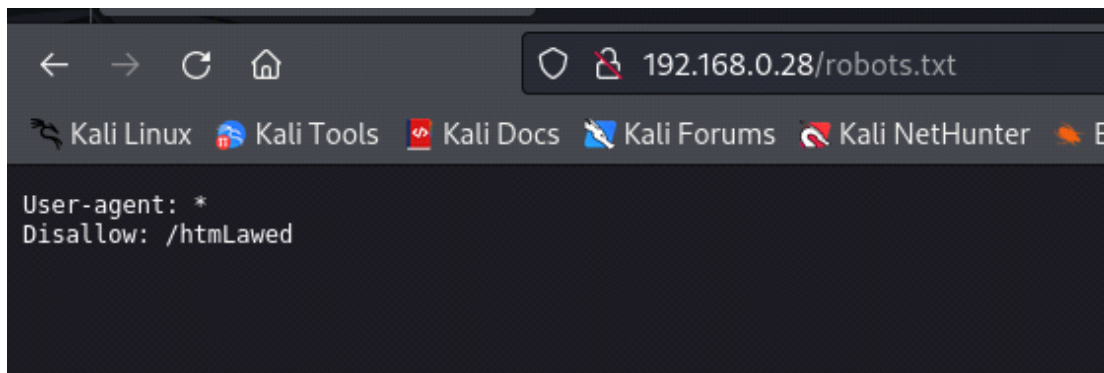 192.168.0.28/robots.txt
Kali Linux Kali Tools Kali Docs Kali Forums Kali NetHunter E
User-agent: *
Disallow: /htmLawed